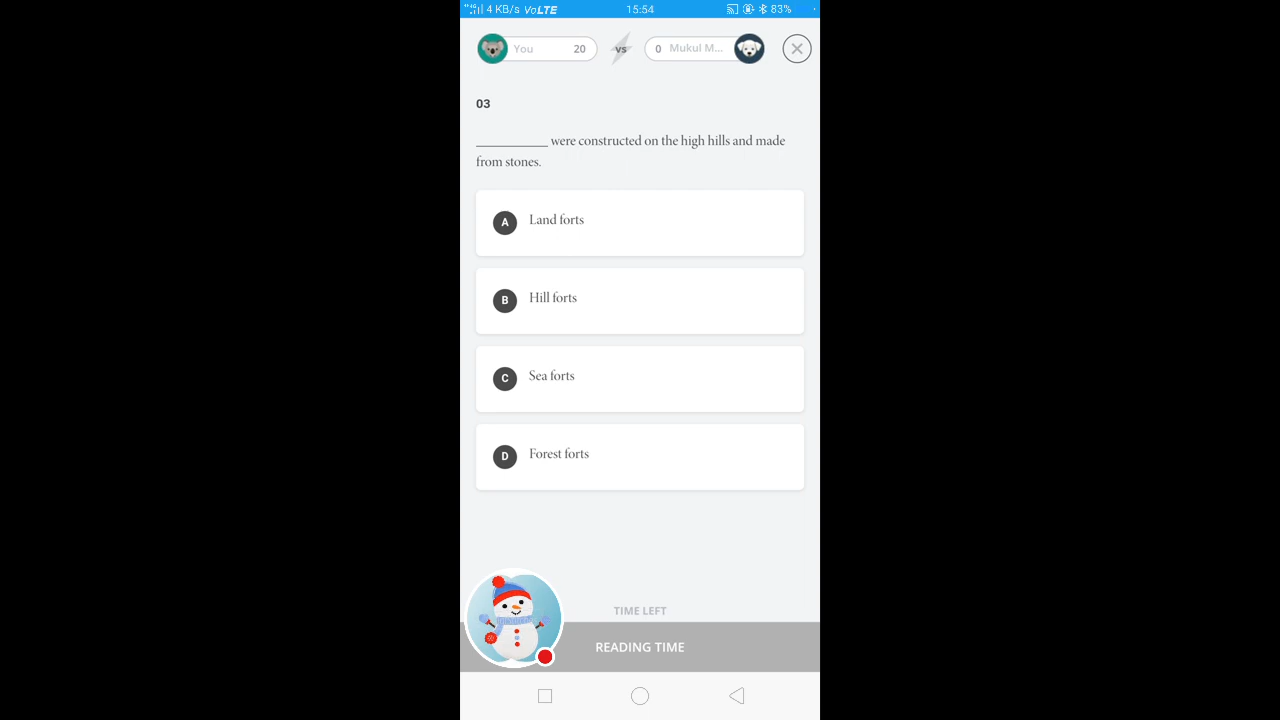 4 KB/s VoLTE 15:54 83%
You 20 vs 0 Mukul M...
03
__________ were constructed on the high hills and made
from stones.
A Land forts
B Hill forts
C Sea forts
D Forest forts
TIME LEFT
READING TIME